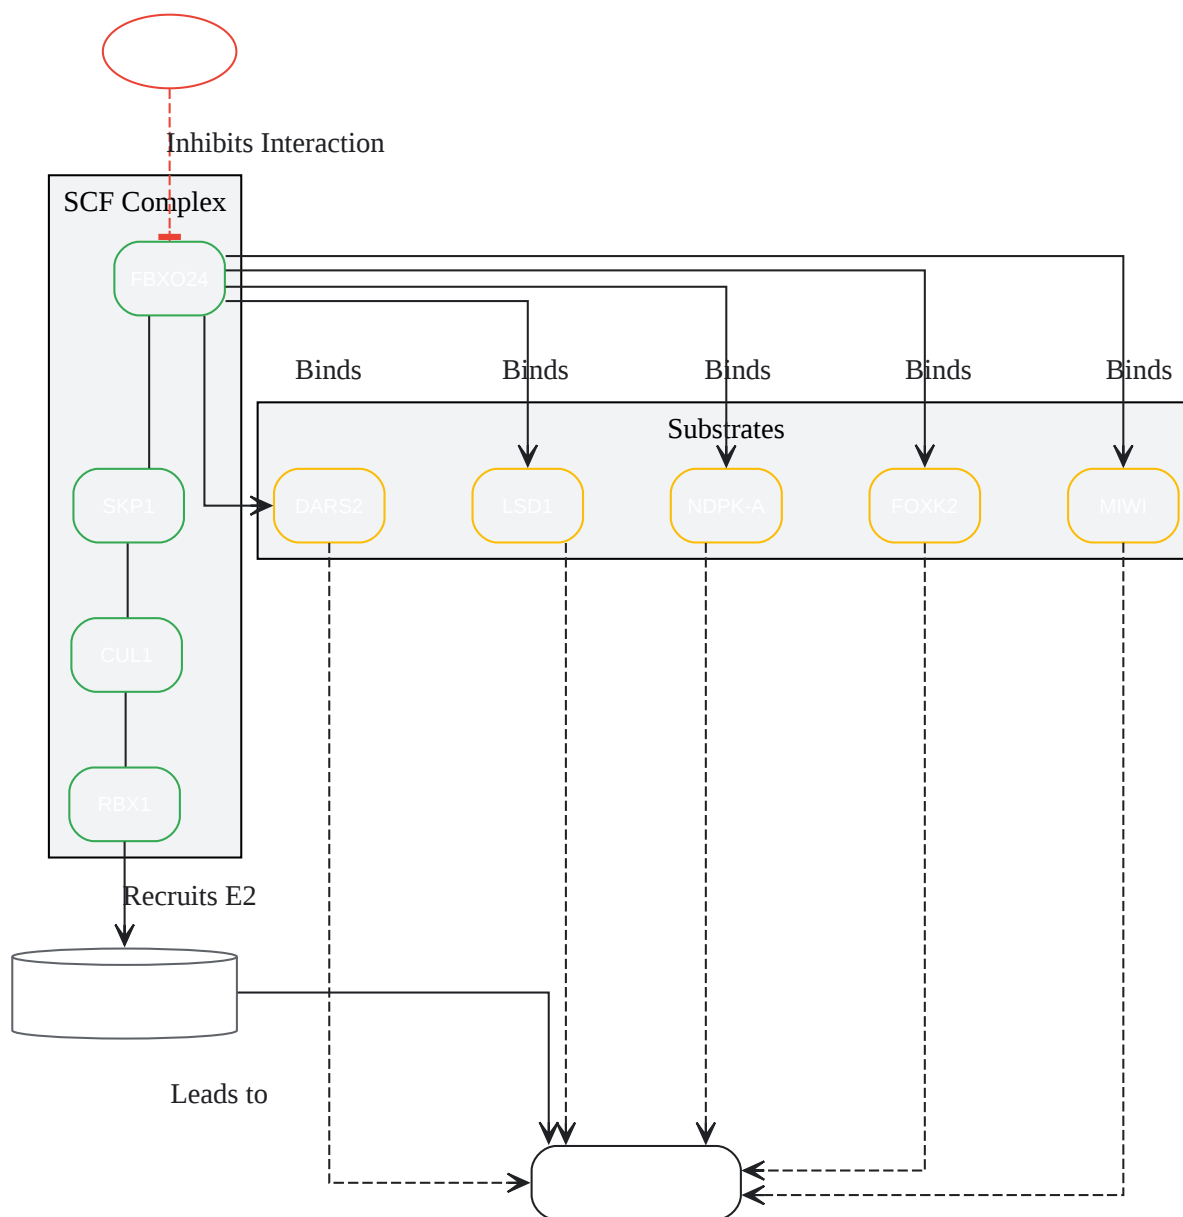 Inhibits Interaction
SCF Complex
FBXO24
Binds
Binds
Binds
Binds
Binds
Substrates
SKP1
DARS2
LSD1
NDPK-A
FOXK2
MIWI
CUL1
RBX1
Recruits E2
Leads to